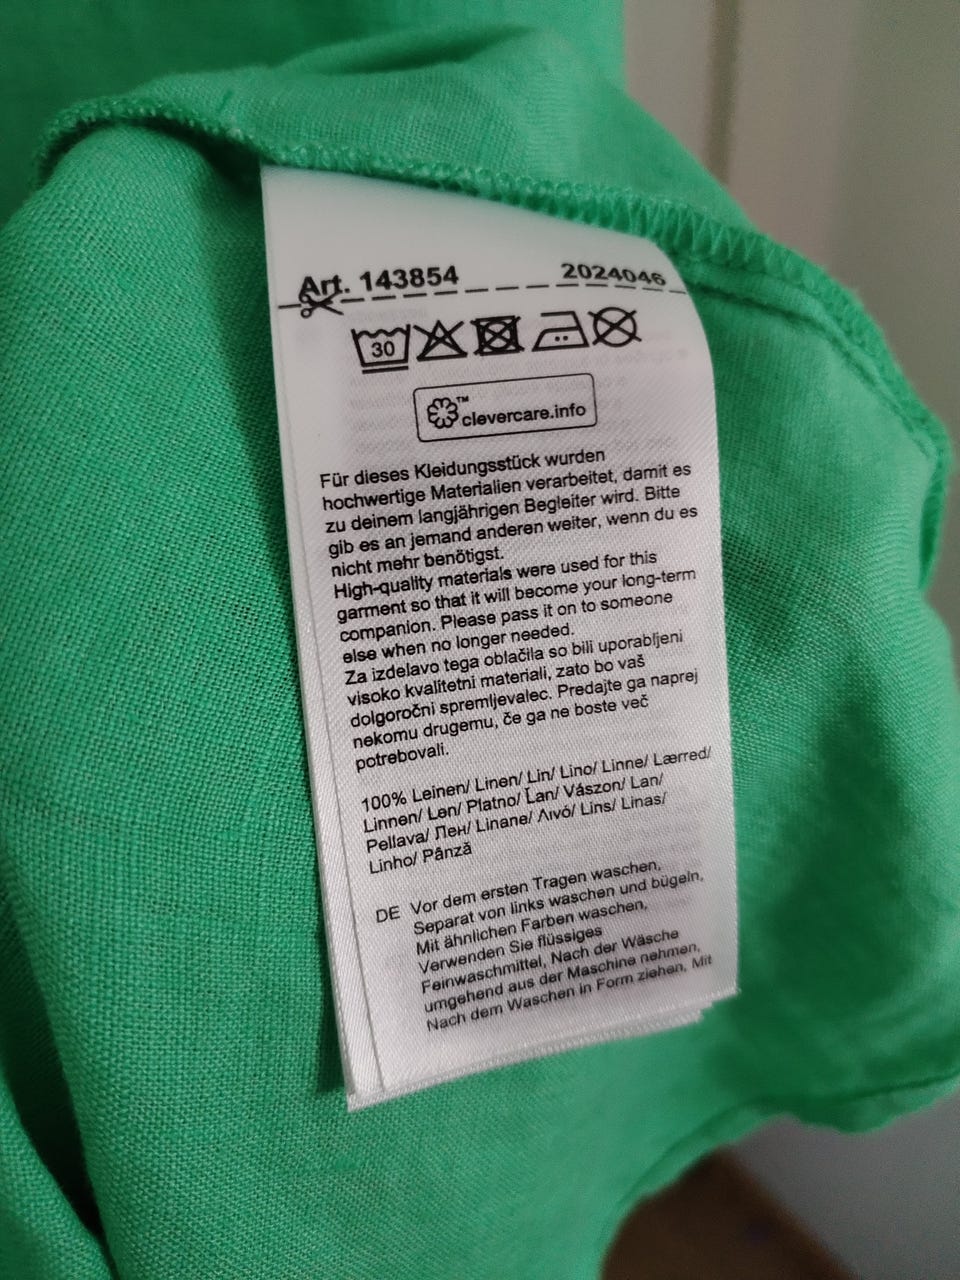 Art. 143854 2024046
30
™ clevercare.info
Für dieses Kleidungsstück wurden
hochwertige Materialien verarbeitet, damit es
zu deinem langjährigen Begleiter wird. Bitte
gib es an jemand anderen weiter, wenn du es
nicht mehr benötigst.
High-quality materials were used for this
garment so that it will become your long-term
companion. Please pass it on to someone
else when no longer needed.
Za izdelavo tega oblačila so bili uporabljeni
visoko kvalitetni materiali, zato bo vaš
dolgoročni spremljevalec. Predajte ga naprej
nekomu drugemu, če ga ne boste več
potrebovali.
100% Leinen/ Linen/ Lin/ Lino/ Linne/ Lærred/
Linnen/ Len/ Platno/ Ļan/ Vászon/ Lan/
Pellava/ Лен/ Linane/ Λινό/ Lins/ Linas/
Linho/ Pânză
DE Vor dem ersten Tragen waschen,
Separat von links waschen und bügeln,
Mit ähnlichen Farben waschen,
Verwenden Sie flüssiges
Feinwaschmittel, Nach der Wäsche
umgehend aus der Maschine nehmen,
Nach dem Waschen in Form ziehen, Mit